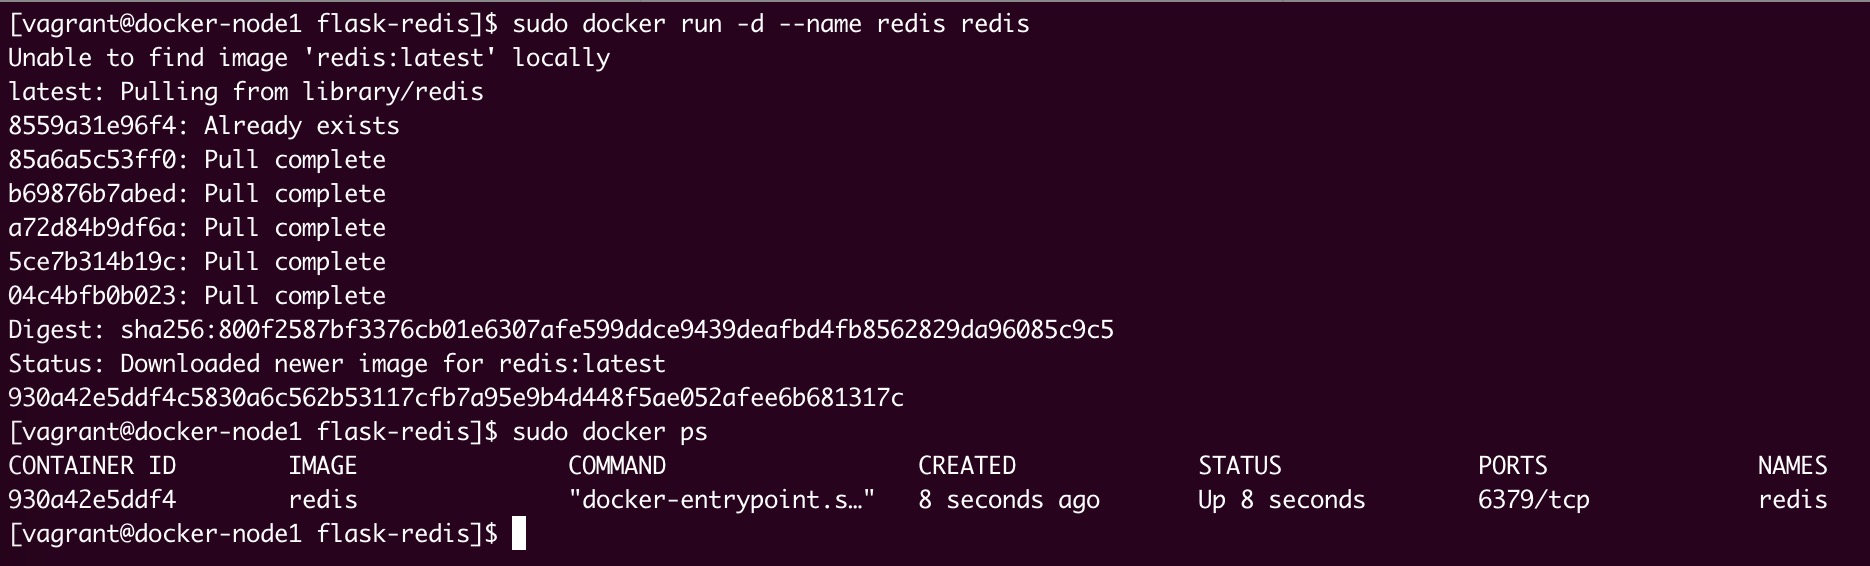 [vagrant@docker-node1 flask-redis]$ sudo docker run -d --name redis redis
Unable to find image 'redis:latest' locally
latest: Pulling from library/redis
8559a31e96f4: Already exists
85a6a5c53ff0: Pull complete
b69876b7abed: Pull complete
a72d84b9df6a: Pull complete
5ce7b314b19c: Pull complete
04c4bfb0b023: Pull complete
Digest: sha256:800f2587bf3376cb01e6307afe599ddce9439deafbd4fb8562829da96085c9c5
Status: Downloaded newer image for redis:latest
930a42e5ddf4c5830a6c562b53117cfb7a95e9b4d448f5ae052afee6b681317c
[vagrant@docker-node1 flask-redis]$ sudo docker ps
CONTAINER ID        IMAGE               COMMAND                  CREATED             STATUS              PORTS               NAMES
930a42e5ddf4        redis               "docker-entrypoint.s…"   8 seconds ago       Up 8 seconds        6379/tcp            redis
[vagrant@docker-node1 flask-redis]$